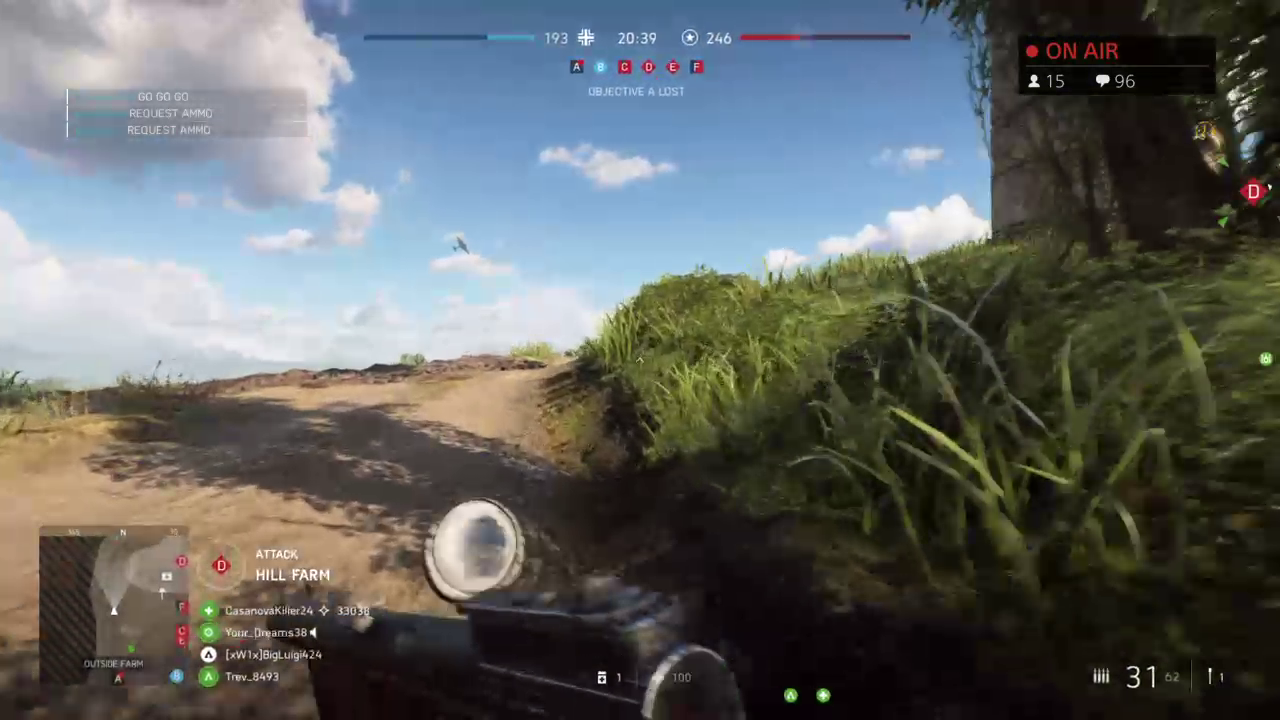 193 20:39 246
A B C D E F
OBJECTIVE A LOST
ON AIR
15 96
GO GO GO
REQUEST AMMO
REQUEST AMMO
D
N
D
F
C
E
OUTSIDE FARM
A B
D
ATTACK
HILL FARM
CasanovaKiller24 33038
Your_Dreams38
[xW1x]BigLuigi424
Trev_8493
1 100
31 62 1